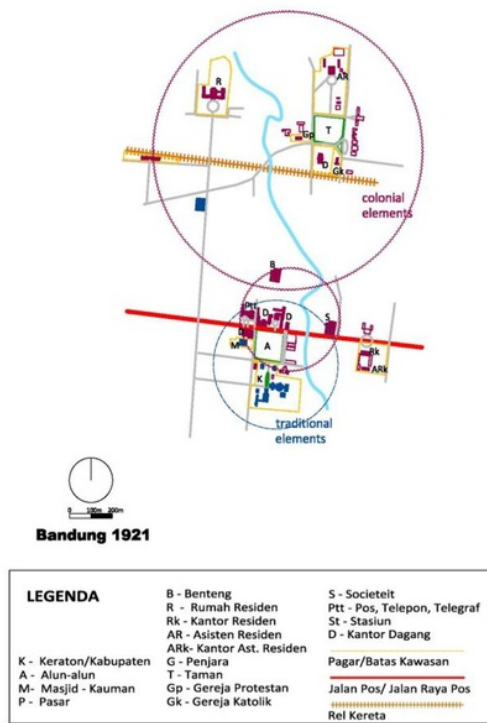 R
AR
T
Gp
D
Gk
colonial
elements
B
Ptt
D
D
S
D
M
A
Rk
ARk
K
traditional
elements
0 100m 200m
Bandung 1921
LEGENDA
K - Keraton/Kabupaten
A - Alun-alun
M- Masjid - Kauman
P - Pasar
B - Benteng
R - Rumah Residen
Rk - Kantor Residen
AR - Asisten Residen
ARk- Kantor Ast. Residen
G - Penjara
T - Taman
Gp - Gereja Protestan
Gk - Gereja Katolik
S - Societeit
Ptt - Pos, Telepon, Telegraf
St - Stasiun
D - Kantor Dagang
Pagar/Batas Kawasan
Jalan Pos/ Jalan Raya Pos
Rel Kereta